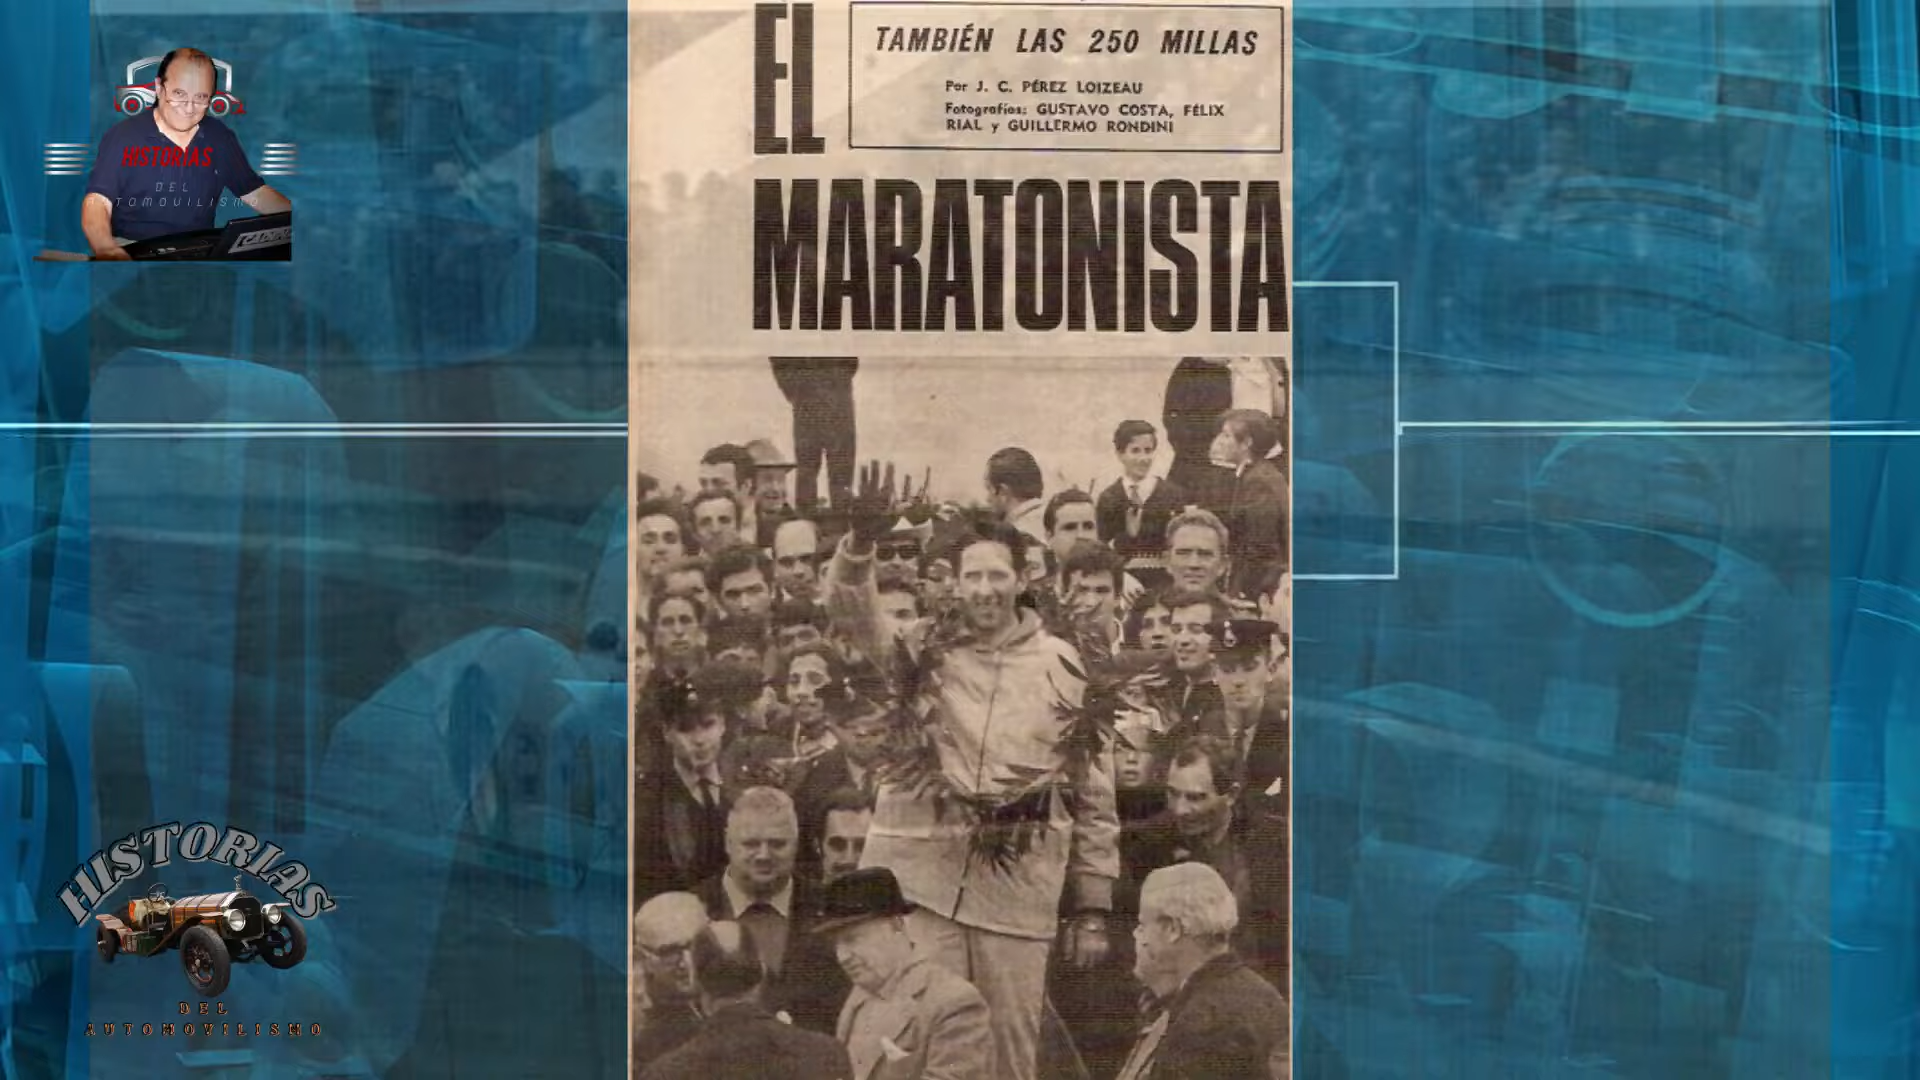 EL
TAMBIÉN LAS 250 MILLAS
Por J. C. PÉREZ LOIZEAU
Fotografías: GUSTAVO COSTA, FÉLIX
RIAL y GUILLERMO RONDINI
MARATONISTA
HISTORIAS
DEL
AUTOMOVILISMO
HISTORIAS
DEL
AUTOMOVILISMO